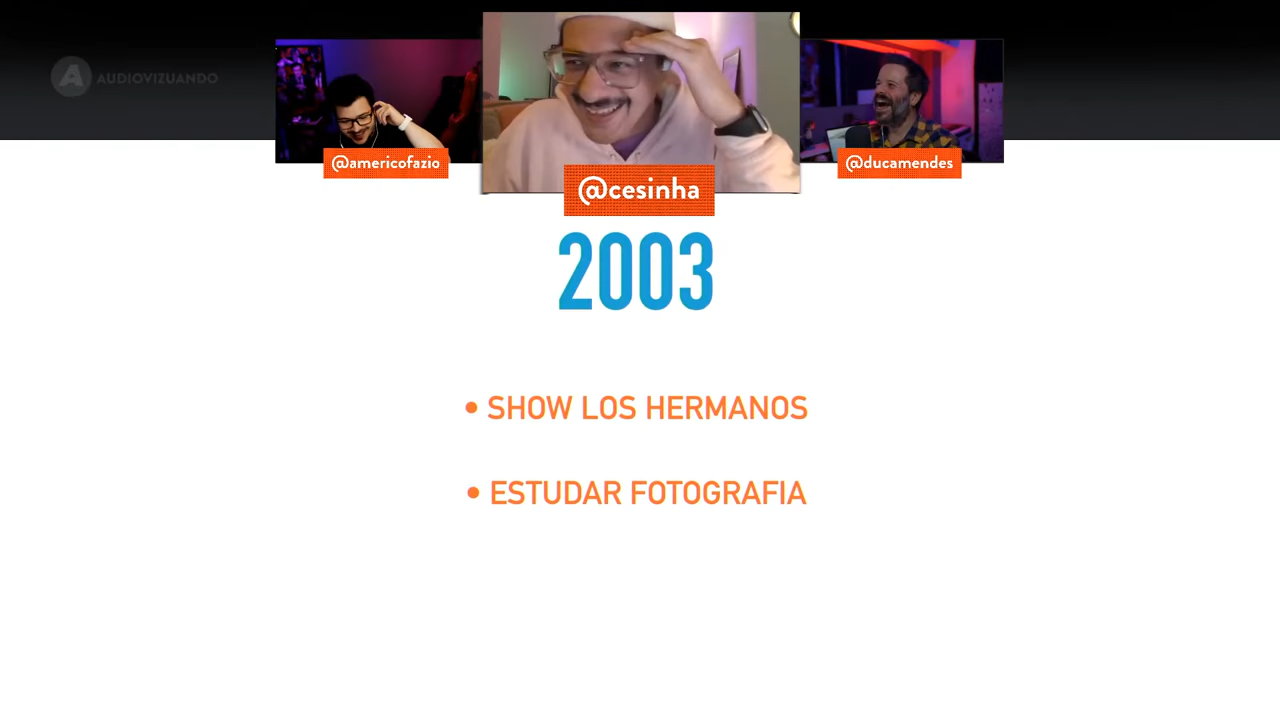 AUDIOVIZUANDO
@americofazio
@cesinha
@ducamendes
2003
• SHOW LOS HERMANOS
• ESTUDAR FOTOGRAFIA